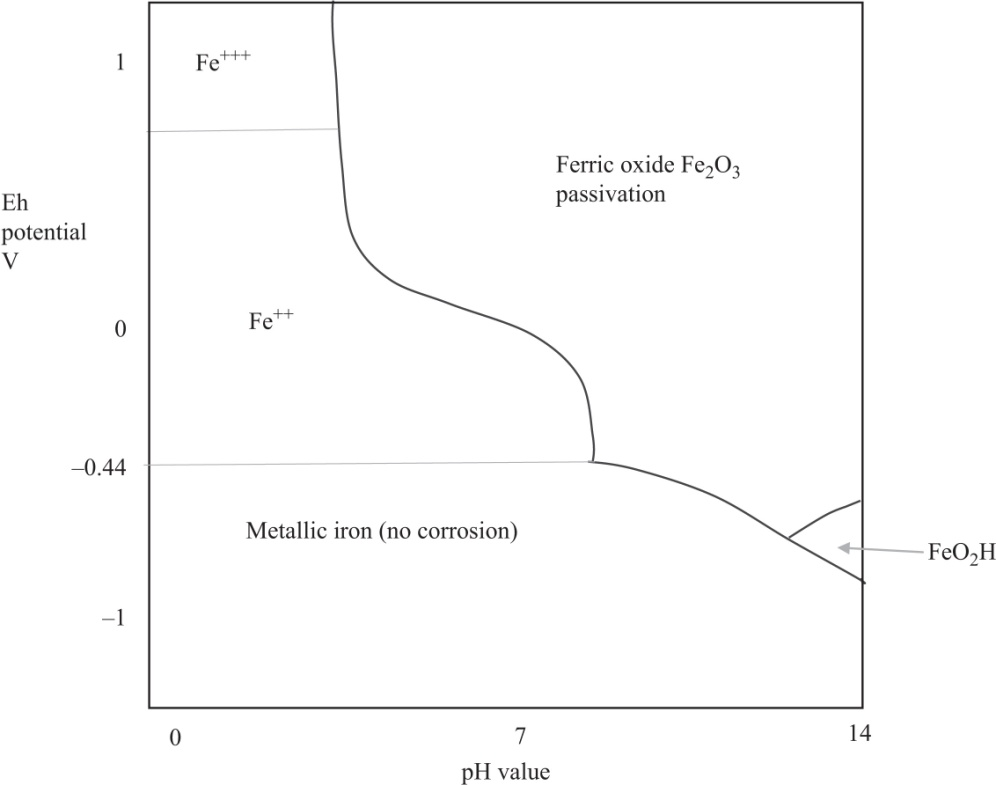 1
Fe+++
Ferric oxide Fe2O3
passivation
Eh
potential
V
0
Fe++
–0.44
Metallic iron (no corrosion)
FeO2H
–1
0
7
14
pH value